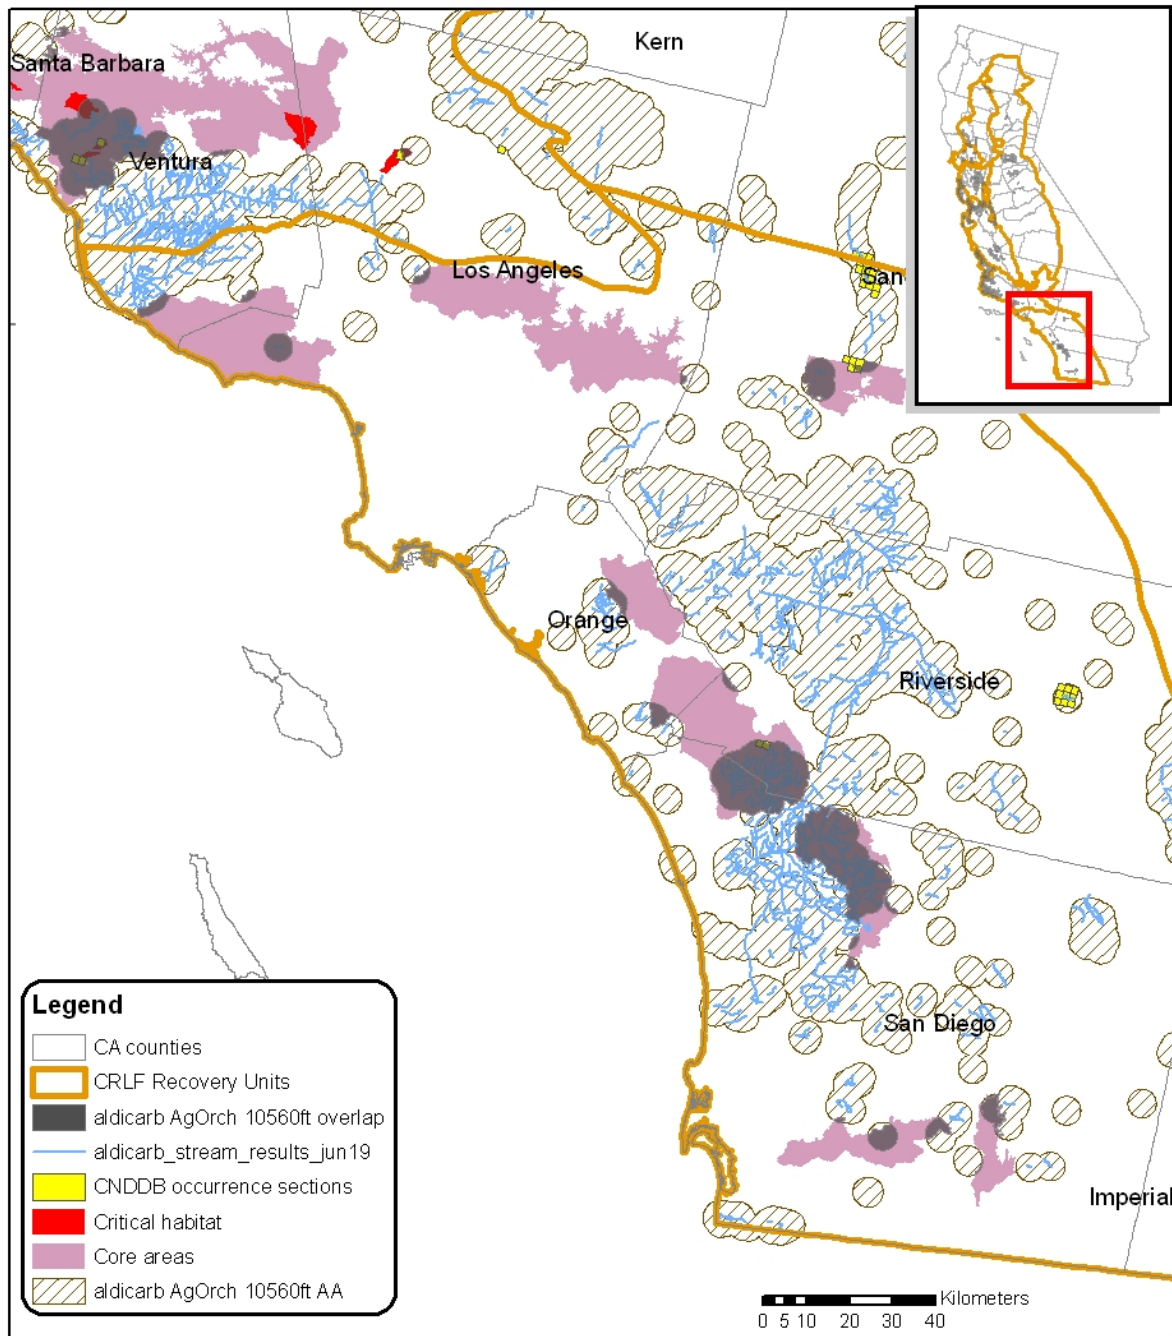 Kern
Santa Barbara
Ventura
Los Angeles
San
Orange
Riverside
San Diego
Imperial
Legend
CA counties
CRLF Recovery Units
aldicarb AgOrch 10560ft overlap
aldicarb_stream_results_jun19
CNDDB occurrence sections
Critical habitat
Core areas
aldicarb AgOrch 10560ft AA
Kilometers
0 5 10 20 30 40